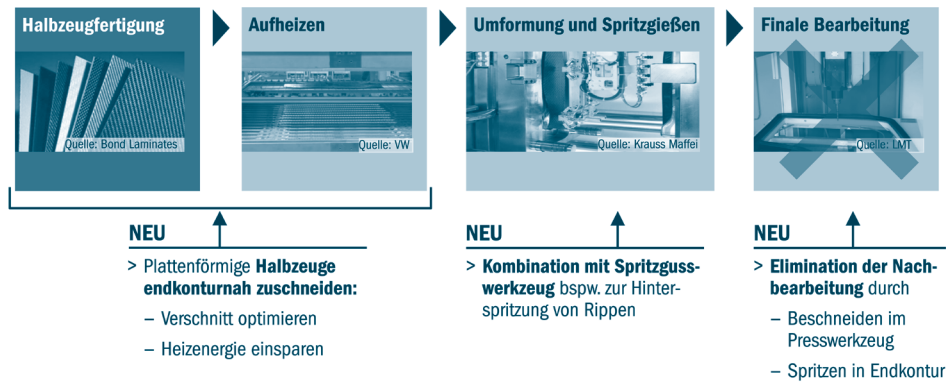 Halbzeugfertigung
Aufheizen
Umformung und Spritzgießen
Finale Bearbeitung
Quelle: Bond Laminates
Quelle: VW
Quelle: Krauss Maffei
Quelle: LMT
NEU
> Plattenförmige Halbzeuge
endkonturnah zuschneiden:
– Verschnitt optimieren
– Heizenergie einsparen
NEU
> Kombination mit Spritzguss-
werkzeug bspw. zur Hinter-
spritzung von Rippen
NEU
> Elimination der Nach-
bearbeitung durch
– Beschneiden im
Presswerkzeug
– Spritzen in Endkontur